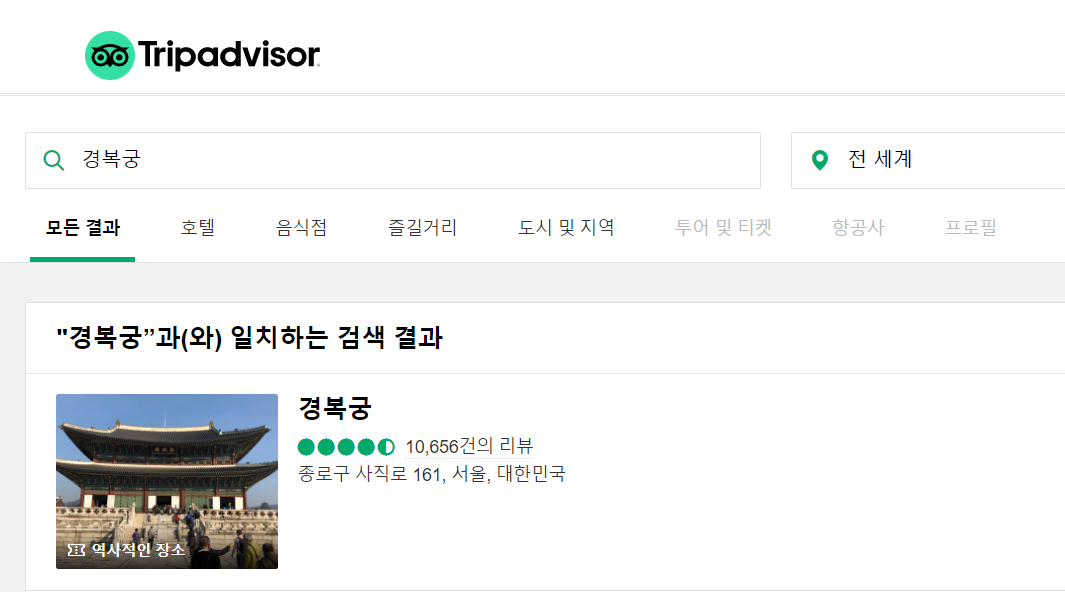 Tripadvisor
경복궁
전 세계
모든 결과 호텔 음식점 즐길거리 도시 및 지역 투어 및 티켓 항공사 프로필
"경복궁”과(와) 일치하는 검색 결과
경복궁
10,656건의 리뷰
종로구 사직로 161, 서울, 대한민국
역사적인 장소